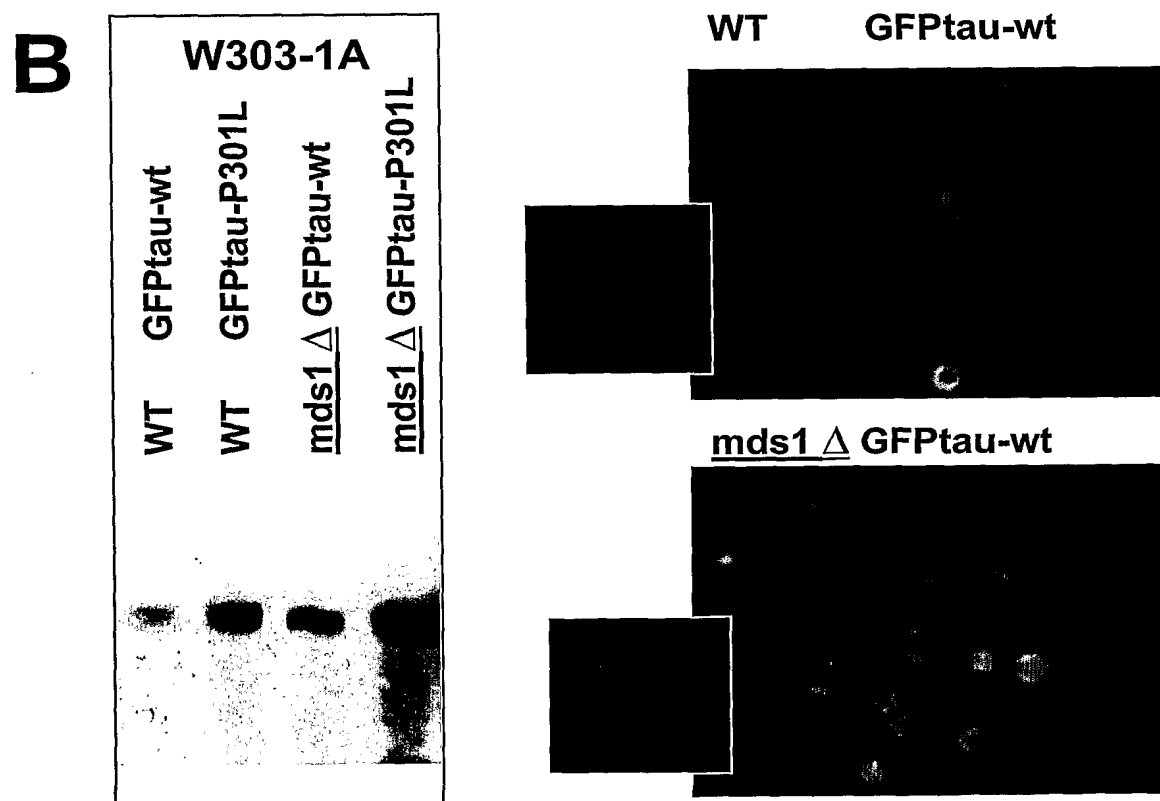 B
W303-1A
WT GFPtau-wt
WT GFPtau-P301L
mds1 Δ GFPtau-wt
mds1 Δ GFPtau-P301L
WT GFPtau-wt
mds1 Δ GFPtau-wt